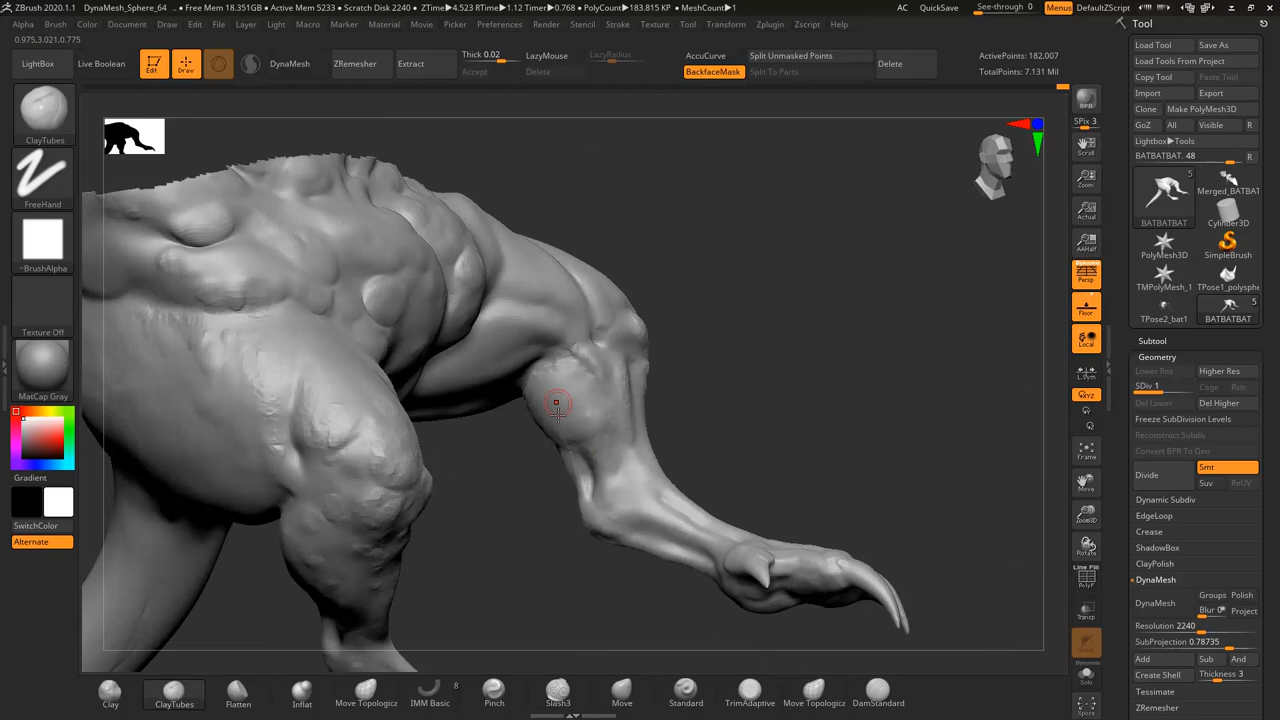 ZBrush 2020.1.1 DynaMesh_Sphere_64 .. • Free Mem 18.351GB • Active Mem 5233 • Scratch Disk 2240 • ZTime▸4.523 RTime▸1.12 Timer▸0.768 • PolyCount▸183.815 KP • MeshCount▸1 AC QuickSave See-through 0 Menus DefaultZScript
Alpha Brush Color Document Draw Edit File Layer Light Macro Marker Material Movie Picker Preferences Render Stencil Stroke Texture Tool Transform Zplugin Zscript Help
0.975,3.021,0.775
LightBox Live Boolean Edit Draw DynaMesh ZRemesher Extract
Thick 0.02 LazyMouse LazyRadius
Accept Delete
AccuCurve Split Unmasked Points
BackfaceMask Split To Parts
Delete
ActivePoints: 182,007
TotalPoints: 7.131 Mil
ClayTubes
FreeHand
~BrushAlpha
Texture Off
MatCap Gray
Gradient
SwitchColor
Alternate
BPR
SPix 3
Scroll
Zoom
Actual
AAHalf
Dynamic
Persp
Floor
Local
L.Sym
XYZ
Frame
Move
Zoom3D
Rotate
Line Fill
PolyF
Transp
Ghost
Dynamic
Solo
Xpose
Tool
Load Tool Save As
Load Tools From Project
Copy Tool Paste Tool
Import Export
Clone Make PolyMesh3D
GoZ All Visible R
Lightbox▸Tools
BATBATBAT. 48 R
5
BATBATBAT Merged_BATBAT
Cylinder3D
PolyMesh3D SimpleBrush
TMPolyMesh_1 TPose1_polysphe
5
TPose2_bat1 BATBATBAT
Subtool
Geometry
Lower Res Higher Res
SDiv 1 Cage Rstr
Del Lower Del Higher
Freeze SubDivision Levels
Reconstruct Subdiv
Convert BPR To Geo
Divide Smt
Suv ReUV
Dynamic Subdiv
EdgeLoop
Crease
ShadowBox
ClayPolish
DynaMesh
DynaMesh Groups Polish
Blur 0 Project
Resolution 2240
SubProjection 0.78735
Add Sub And
Create Shell Thickness 3
Tessimate
ZRemesher
8
Clay ClayTubes Flatten Inflat Move Topologic IMM Basic Pinch Slash3 Move Standard TrimAdaptive Move Topologic DamStandard